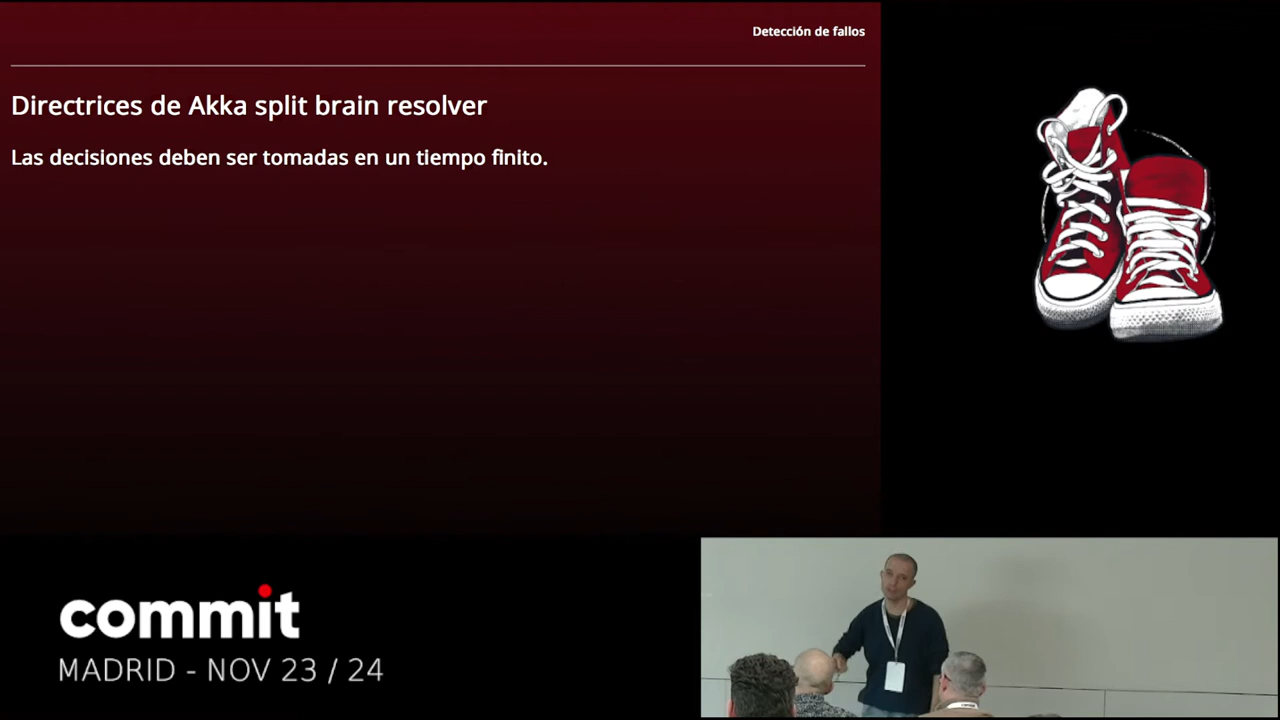 Detección de fallos
Directrices de Akka split brain resolver
Las decisiones deben ser tomadas en un tiempo finito.
commit
MADRID - NOV 23 / 24